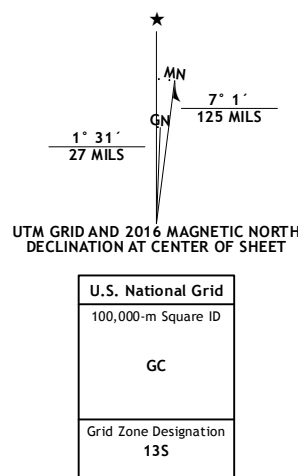 ★
MN
7° 1´
125 MILS
GN
1° 31´
27 MILS
UTM GRID AND 2016 MAGNETIC NORTH
DECLINATION AT CENTER OF SHEET
U.S. National Grid
100,000-m Square ID
GC
Grid Zone Designation
13S